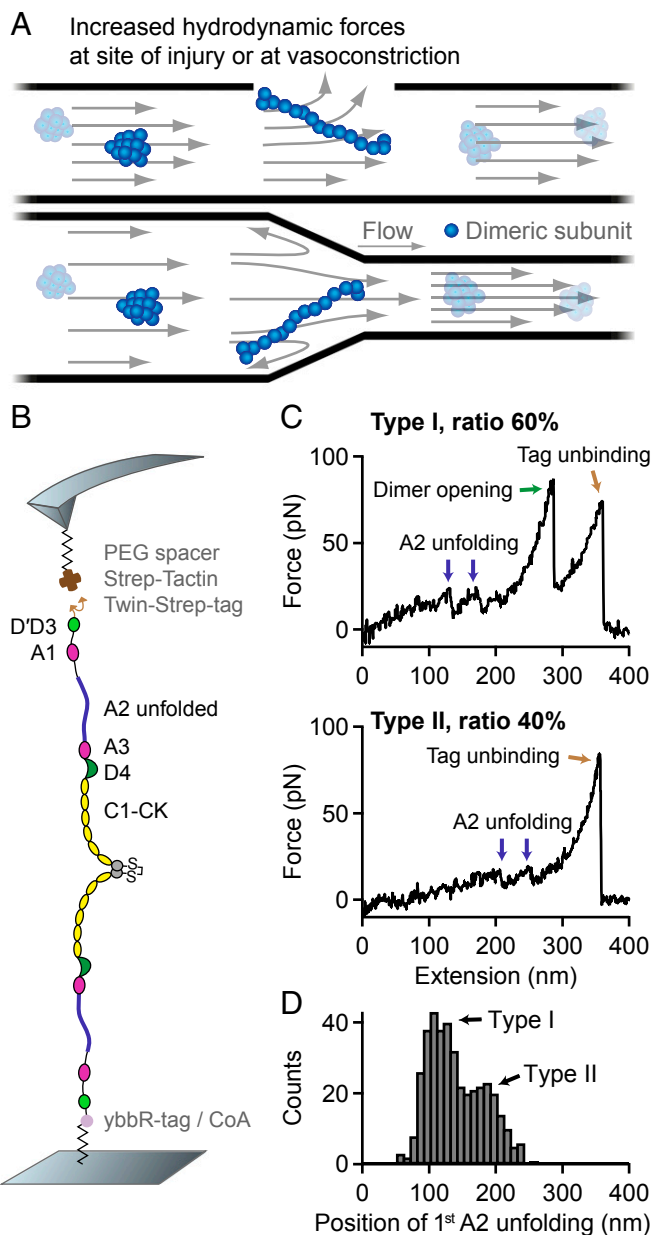 A
Increased hydrodynamic forces
at site of injury or at vasoconstriction
Flow
Dimeric subunit
B
PEG spacer
Strep-Tactin
Twin-Strep-tag
D'D3
A1
A2 unfolded
A3
D4
C1-CK
S
S
ybbR-tag / CoA
C
Type I, ratio 60%
Tag unbinding
Dimer opening
A2 unfolding
Force (pN)
100
50
0
0 100 200 300 400
Type II, ratio 40%
Tag unbinding
A2 unfolding
Force (pN)
100
50
0
0 100 200 300 400
Extension (nm)
D
Type I
Type II
Counts
40
20
0
0 100 200 300 400
Position of 1st A2 unfolding (nm)